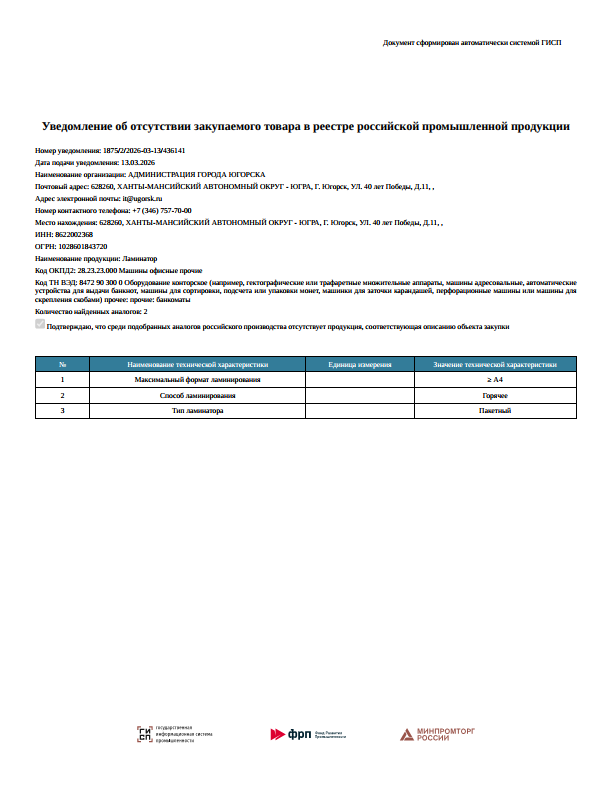 Документ сформирован автоматически системой ГИСП
Уведомление об отсутствии закупаемого товара в реестре российской промышленной продукции
Номер уведомления: 1875/2/2026-03-13/436141
Дата подачи уведомления: 13.03.2026
Наименование организации: АДМИНИСТРАЦИЯ ГОРОДА ЮГОРСКА
Почтовый адрес: 628260, ХАНТЫ-МАНСИЙСКИЙ АВТОНОМНЫЙ ОКРУГ - ЮГРА, Г. Югорск, УЛ. 40 лет Победы, Д.11, ,
Адрес электронной почты: it@ugorsk.ru
Номер контактного телефона: +7 (346) 757-70-00
Место нахождения: 628260, ХАНТЫ-МАНСИЙСКИЙ АВТОНОМНЫЙ ОКРУГ - ЮГРА, Г. Югорск, УЛ. 40 лет Победы, Д.11, ,
ИНН: 8622002368
ОГРН: 1028601843720
Наименование продукции: Ламинатор
Код ОКПД2: 28.23.23.000 Машины офисные прочие
Код ТН ВЭД: 8472 90 300 0 Оборудование конторское (например, гектографические или трафаретные множительные аппараты, машины адресовальные, автоматические
устройства для выдачи банкнот, машины для сортировки, подсчета или упаковки монет, машинки для заточки карандашей, перфорационные машины или машины для
скрепления скобами) прочее: прочие: банкоматы
Количество найденных аналогов: 2
Подтверждаю, что среди подобранных аналогов российского производства отсутствует продукция, соответствующая описанию объекта закупки
№ Наименование технической характеристики Единица измерения Значение технической характеристики
1 Максимальный формат ламинирования ≥ А4
2 Способ ламинирования Горячее
3 Тип ламинатора Пакетный
ГИСП
государственная
информационная система
промышленности
фрп
Фонд Развития
Промышленности
МИНПРОМТОРГ
РОССИИ